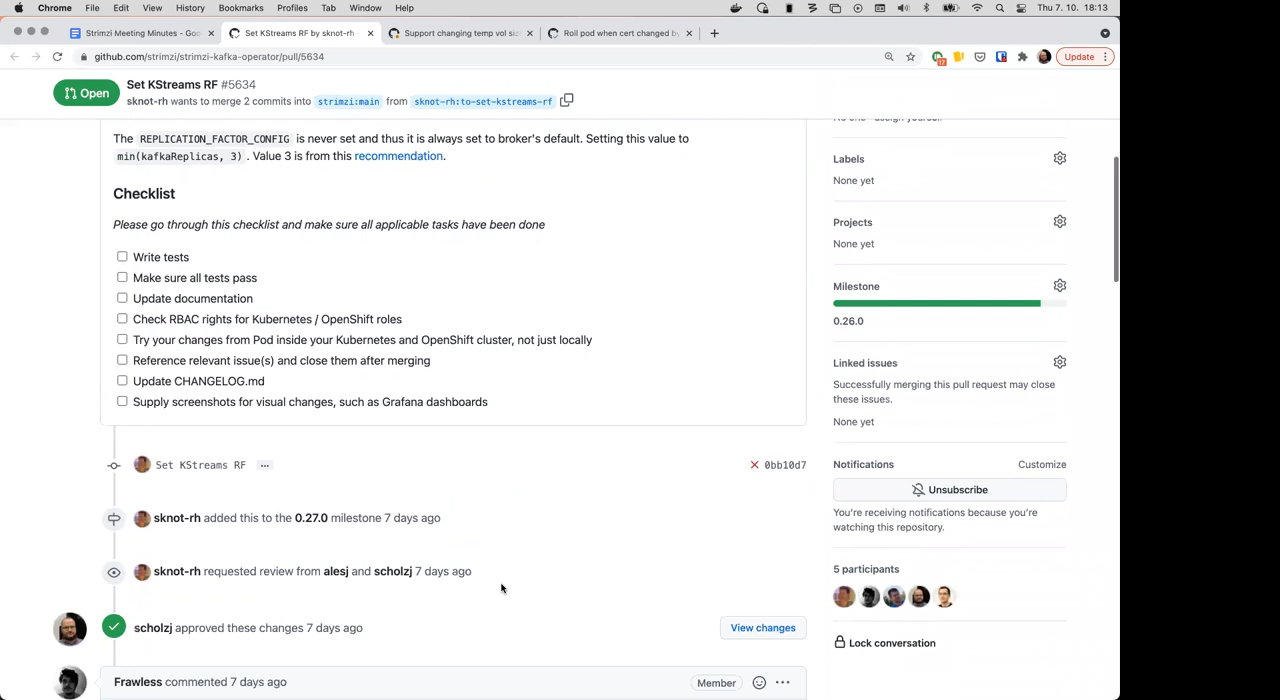 Chrome File Edit View History Bookmarks Profiles Tab Window Help Thu 7. 10. 18:13
Strimzi Meeting Minutes - Goo Set KStreams RF by sknot-rh Support changing temp vol siz Roll pod when cert changed by
github.com/strimzi/strimzi-kafka-operator/pull/5634 17 Update
Open
Set KStreams RF #5634
sknot-rh wants to merge 2 commits into strimzi:main from sknot-rh:to-set-kstreams-rf
The REPLICATION_FACTOR_CONFIG is never set and thus it is always set to broker's default. Setting this value to
min(kafkaReplicas, 3) . Value 3 is from this recommendation.
Checklist
Please go through this checklist and make sure all applicable tasks have been done
Write tests
Make sure all tests pass
Update documentation
Check RBAC rights for Kubernetes / OpenShift roles
Try your changes from Pod inside your Kubernetes and OpenShift cluster, not just locally
Reference relevant issue(s) and close them after merging
Update CHANGELOG.md
Supply screenshots for visual changes, such as Grafana dashboards
Set KStreams RF ... 0bb10d7
sknot-rh added this to the 0.27.0 milestone 7 days ago
sknot-rh requested review from alesj and scholzj 7 days ago
scholzj approved these changes 7 days ago View changes
Frawless commented 7 days ago Member
Labels
None yet
Projects
None yet
Milestone
0.26.0
Linked issues
Successfully merging this pull request may close
these issues.
None yet
Notifications Customize
Unsubscribe
You're receiving notifications because you're
watching this repository.
5 participants
Lock conversation